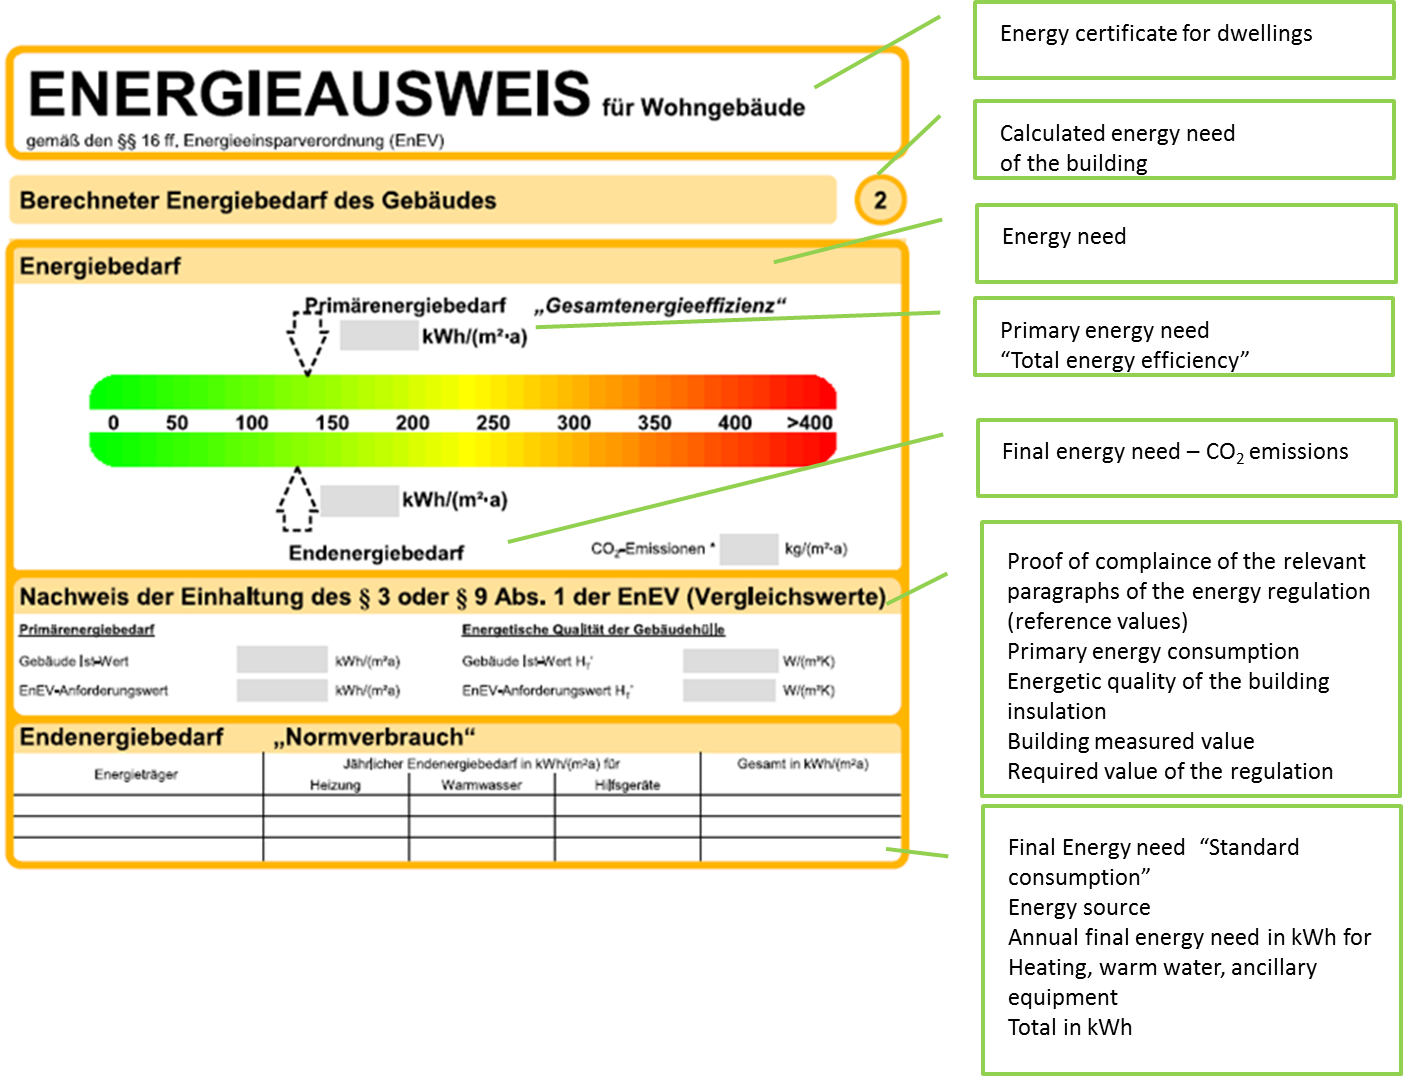 ENERGIEAUSWEIS für Wohngebäude
gemäß den §§ 16 ff. Energieeinsparverordnung (EnEV)
Berechneter Energiebedarf des Gebäudes
2
Energiebedarf
Primärenergiebedarf „Gesamtenergieeffizienz“
kWh/(m²·a)
0 50 100 150 200 250 300 350 400 >400
kWh/(m²·a)
Endenergiebedarf
CO₂-Emissionen * kg/(m²·a)
Nachweis der Einhaltung des § 3 oder § 9 Abs. 1 der EnEV (Vergleichswerte)
Primärenergiebedarf
Energetische Qualität der Gebäudehülle
Gebäude Ist-Wert kWh/(m²a)
Gebäude Ist-Wert H_T' W/(m²K)
EnEV-Anforderungswert kWh/(m²a)
EnEV-Anforderungswert H_T' W/(m²K)
Endenergiebedarf „Normverbrauch“
Energieträger
Jährlicher Endenergiebedarf in kWh/(m²a) für
Gesamt in kWh/(m²a)
Heizung Warmwasser Hilfsgeräte
Energy certificate for dwellings
Calculated energy need
of the building
Energy need
Primary energy need
“Total energy efficiency”
Final energy need – CO₂ emissions
Proof of complaince of the relevant
paragraphs of the energy regulation
(reference values)
Primary energy consumption
Energetic quality of the building
insulation
Building measured value
Required value of the regulation
Final Energy need “Standard
consumption”
Energy source
Annual final energy need in kWh for
Heating, warm water, ancillary
equipment
Total in kWh